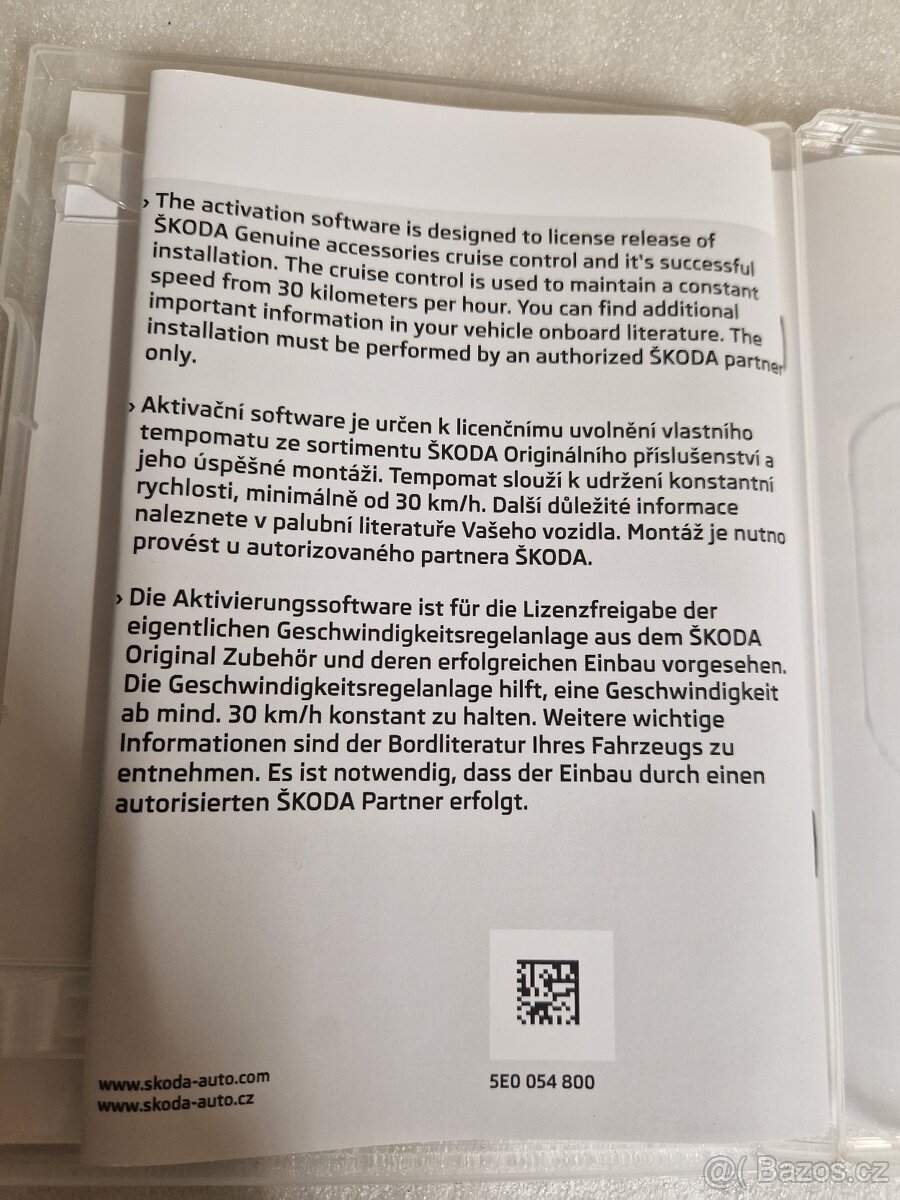 › The activation software is designed to license release of
ŠKODA Genuine accessories cruise control and it's successful
installation. The cruise control is used to maintain a constant
speed from 30 kilometers per hour. You can find additional
important information in your vehicle onboard literature. The
installation must be performed by an authorized ŠKODA partner
only.
› Aktivační software je určen k licenčnímu uvolnění vlastního
tempomatu ze sortimentu ŠKODA Originálního příslušenství a
jeho úspěšné montáži. Tempomat slouží k udržení konstantní
rychlosti, minimálně od 30 km/h. Další důležité informace
naleznete v palubní literatuře Vašeho vozidla. Montáž je nutno
provést u autorizovaného partnera ŠKODA.
› Die Aktivierungssoftware ist für die Lizenzfreigabe der
eigentlichen Geschwindigkeitsregelanlage aus dem ŠKODA
Original Zubehör und deren erfolgreichen Einbau vorgesehen.
Die Geschwindigkeitsregelanlage hilft, eine Geschwindigkeit
ab mind. 30 km/h konstant zu halten. Weitere wichtige
Informationen sind der Bordliteratur Ihres Fahrzeugs zu
entnehmen. Es ist notwendig, dass der Einbau durch einen
autorisierten ŠKODA Partner erfolgt.
www.skoda-auto.com
www.skoda-auto.cz
5E0 054 800
@( Bazos.cz